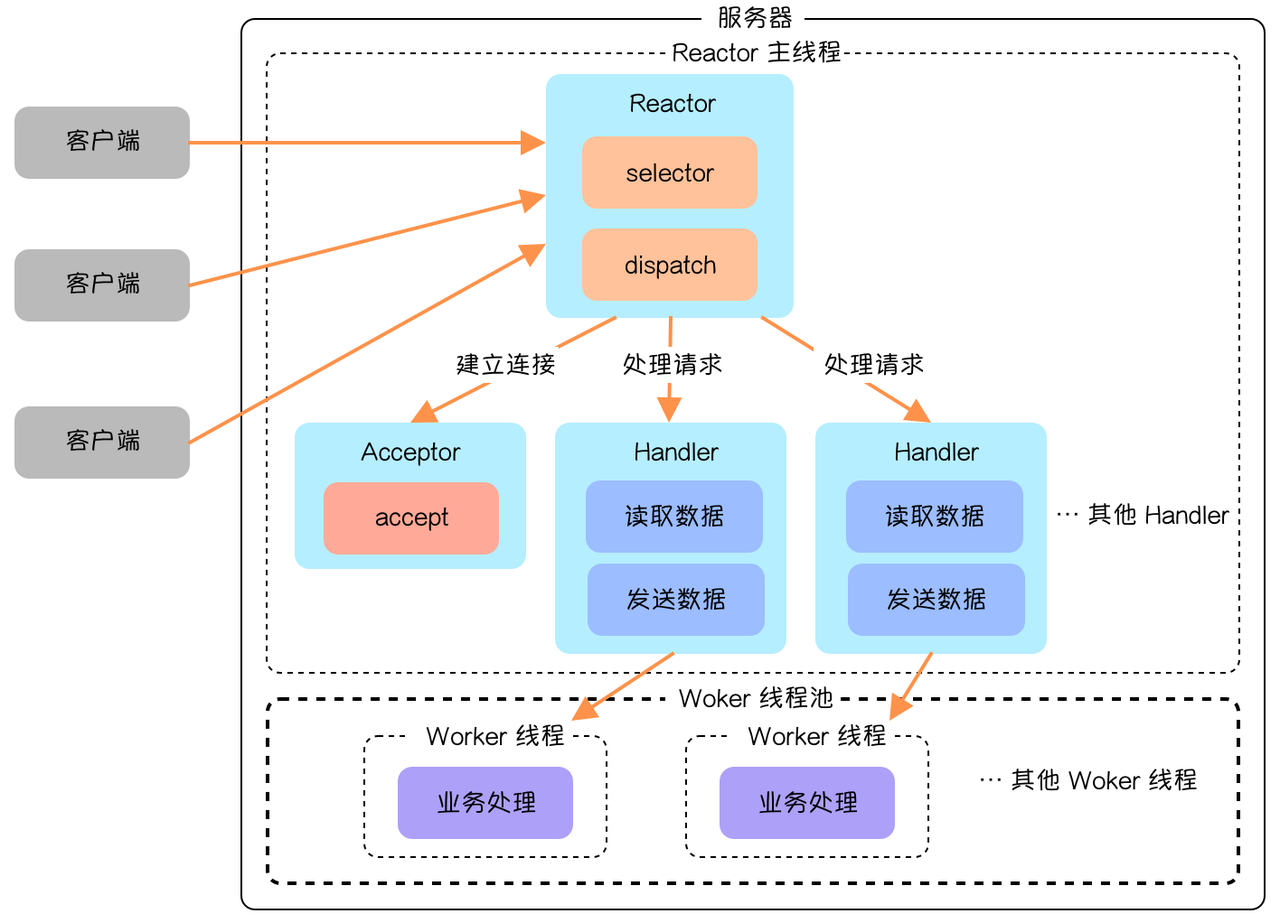 服务器
Reactor 主线程
Reactor
客户端
selector
dispatch
客户端
建立连接
处理请求
处理请求
客户端
Acceptor
Handler
Handler
accept
读取数据
读取数据
… 其他 Handler
发送数据
发送数据
Woker 线程池
Worker 线程
Worker 线程
… 其他 Woker 线程
业务处理
业务处理